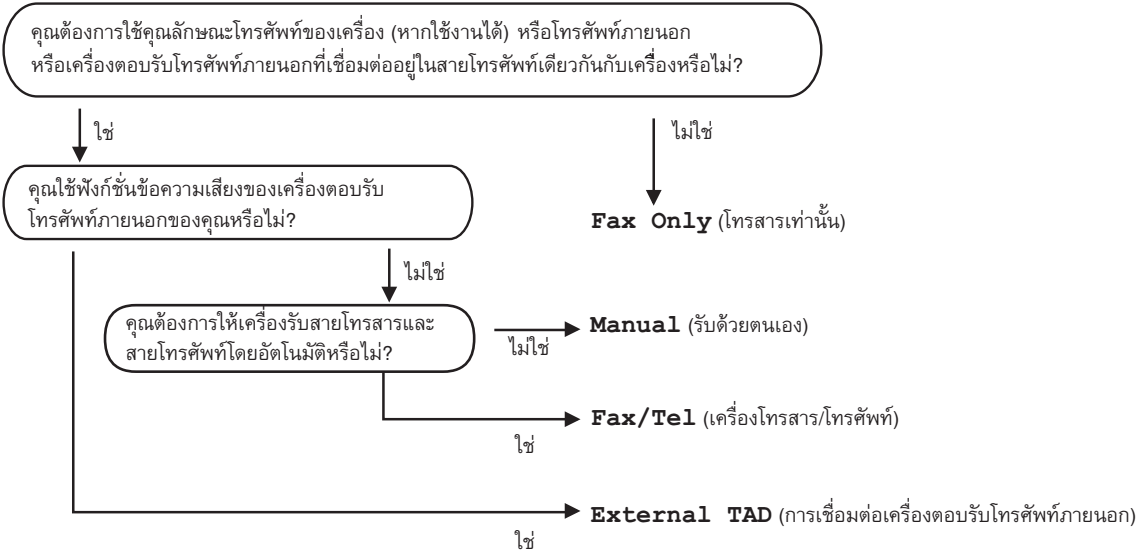 คุณต้องการใช้คุณลักษณะโทรศัพท์ของเครื่อง (หากใช้งานได้) หรือโทรศัพท์ภายนอก
หรือเครื่องตอบรับโทรศัพท์ภายนอกที่เชื่อมต่ออยู่ในสายโทรศัพท์เดียวกันกับเครื่องหรือไม่?
ใช่
ไม่ใช่
คุณใช้ฟังก์ชั่นข้อความเสียงของเครื่องตอบรับ
โทรศัพท์ภายนอกของคุณหรือไม่?
Fax Only (โทรสารเท่านั้น)
ไม่ใช่
คุณต้องการให้เครื่องรับสายโทรสารและ
สายโทรศัพท์โดยอัตโนมัติหรือไม่?
Manual (รับด้วยตนเอง)
ไม่ใช่
Fax/Tel (เครื่องโทรสาร/โทรศัพท์)
ใช่
External TAD (การเชื่อมต่อเครื่องตอบรับโทรศัพท์ภายนอก)
ใช่